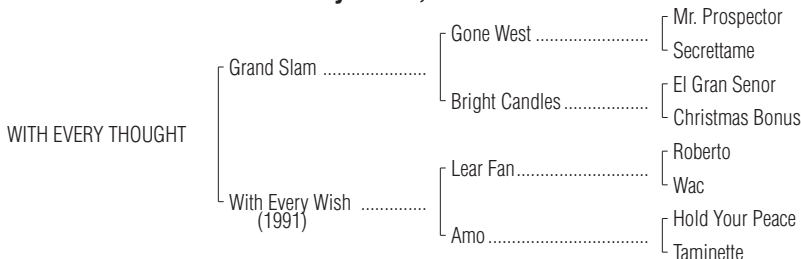 Mr. Prospector
Gone West ........................
Secrettame
Grand Slam ......................
El Gran Senor
Bright Candles..................
Christmas Bonus
WITH EVERY THOUGHT
Roberto
Lear Fan............................
Wac
With Every Wish ..............
(1991)
Hold Your Peace
Amo ..................................
Taminette